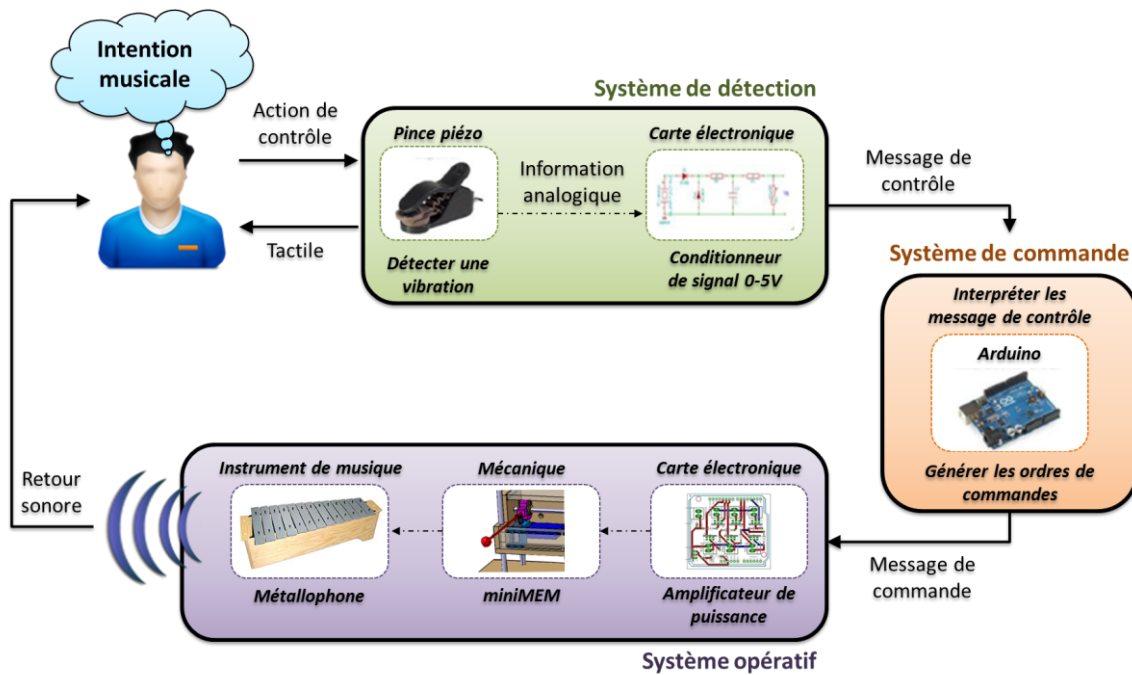 Intention
musicale
Système de détection
Action de
contrôle
Pince piézo
Carte électronique
Information
analogique
Message de
contrôle
Tactile
Détecter une
vibration
Conditionneur
de signal 0-5V
Système de commande
Interpréter les
message de contrôle
Arduino
Générer les ordres de
commandes
Message de
commande
Carte électronique
Mécanique
Instrument de musique
Retour
sonore
Amplificateur de
puissance
miniMEM
Métallophone
Système opératif